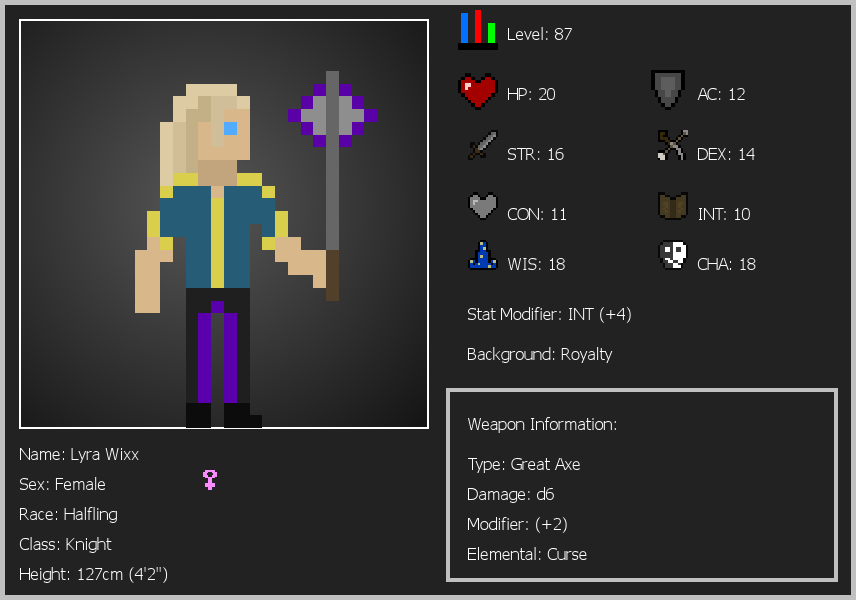 Level: 87
HP: 20
AC: 12
STR: 16
DEX: 14
CON: 11
INT: 10
WIS: 18
CHA: 18
Stat Modifier: INT (+4)
Background: Royalty
Weapon Information:
Type: Great Axe
Damage: d6
Modifier: (+2)
Elemental: Curse
Name: Lyra Wixx
Sex: Female
Race: Halfling
Class: Knight
Height: 127cm (4'2")